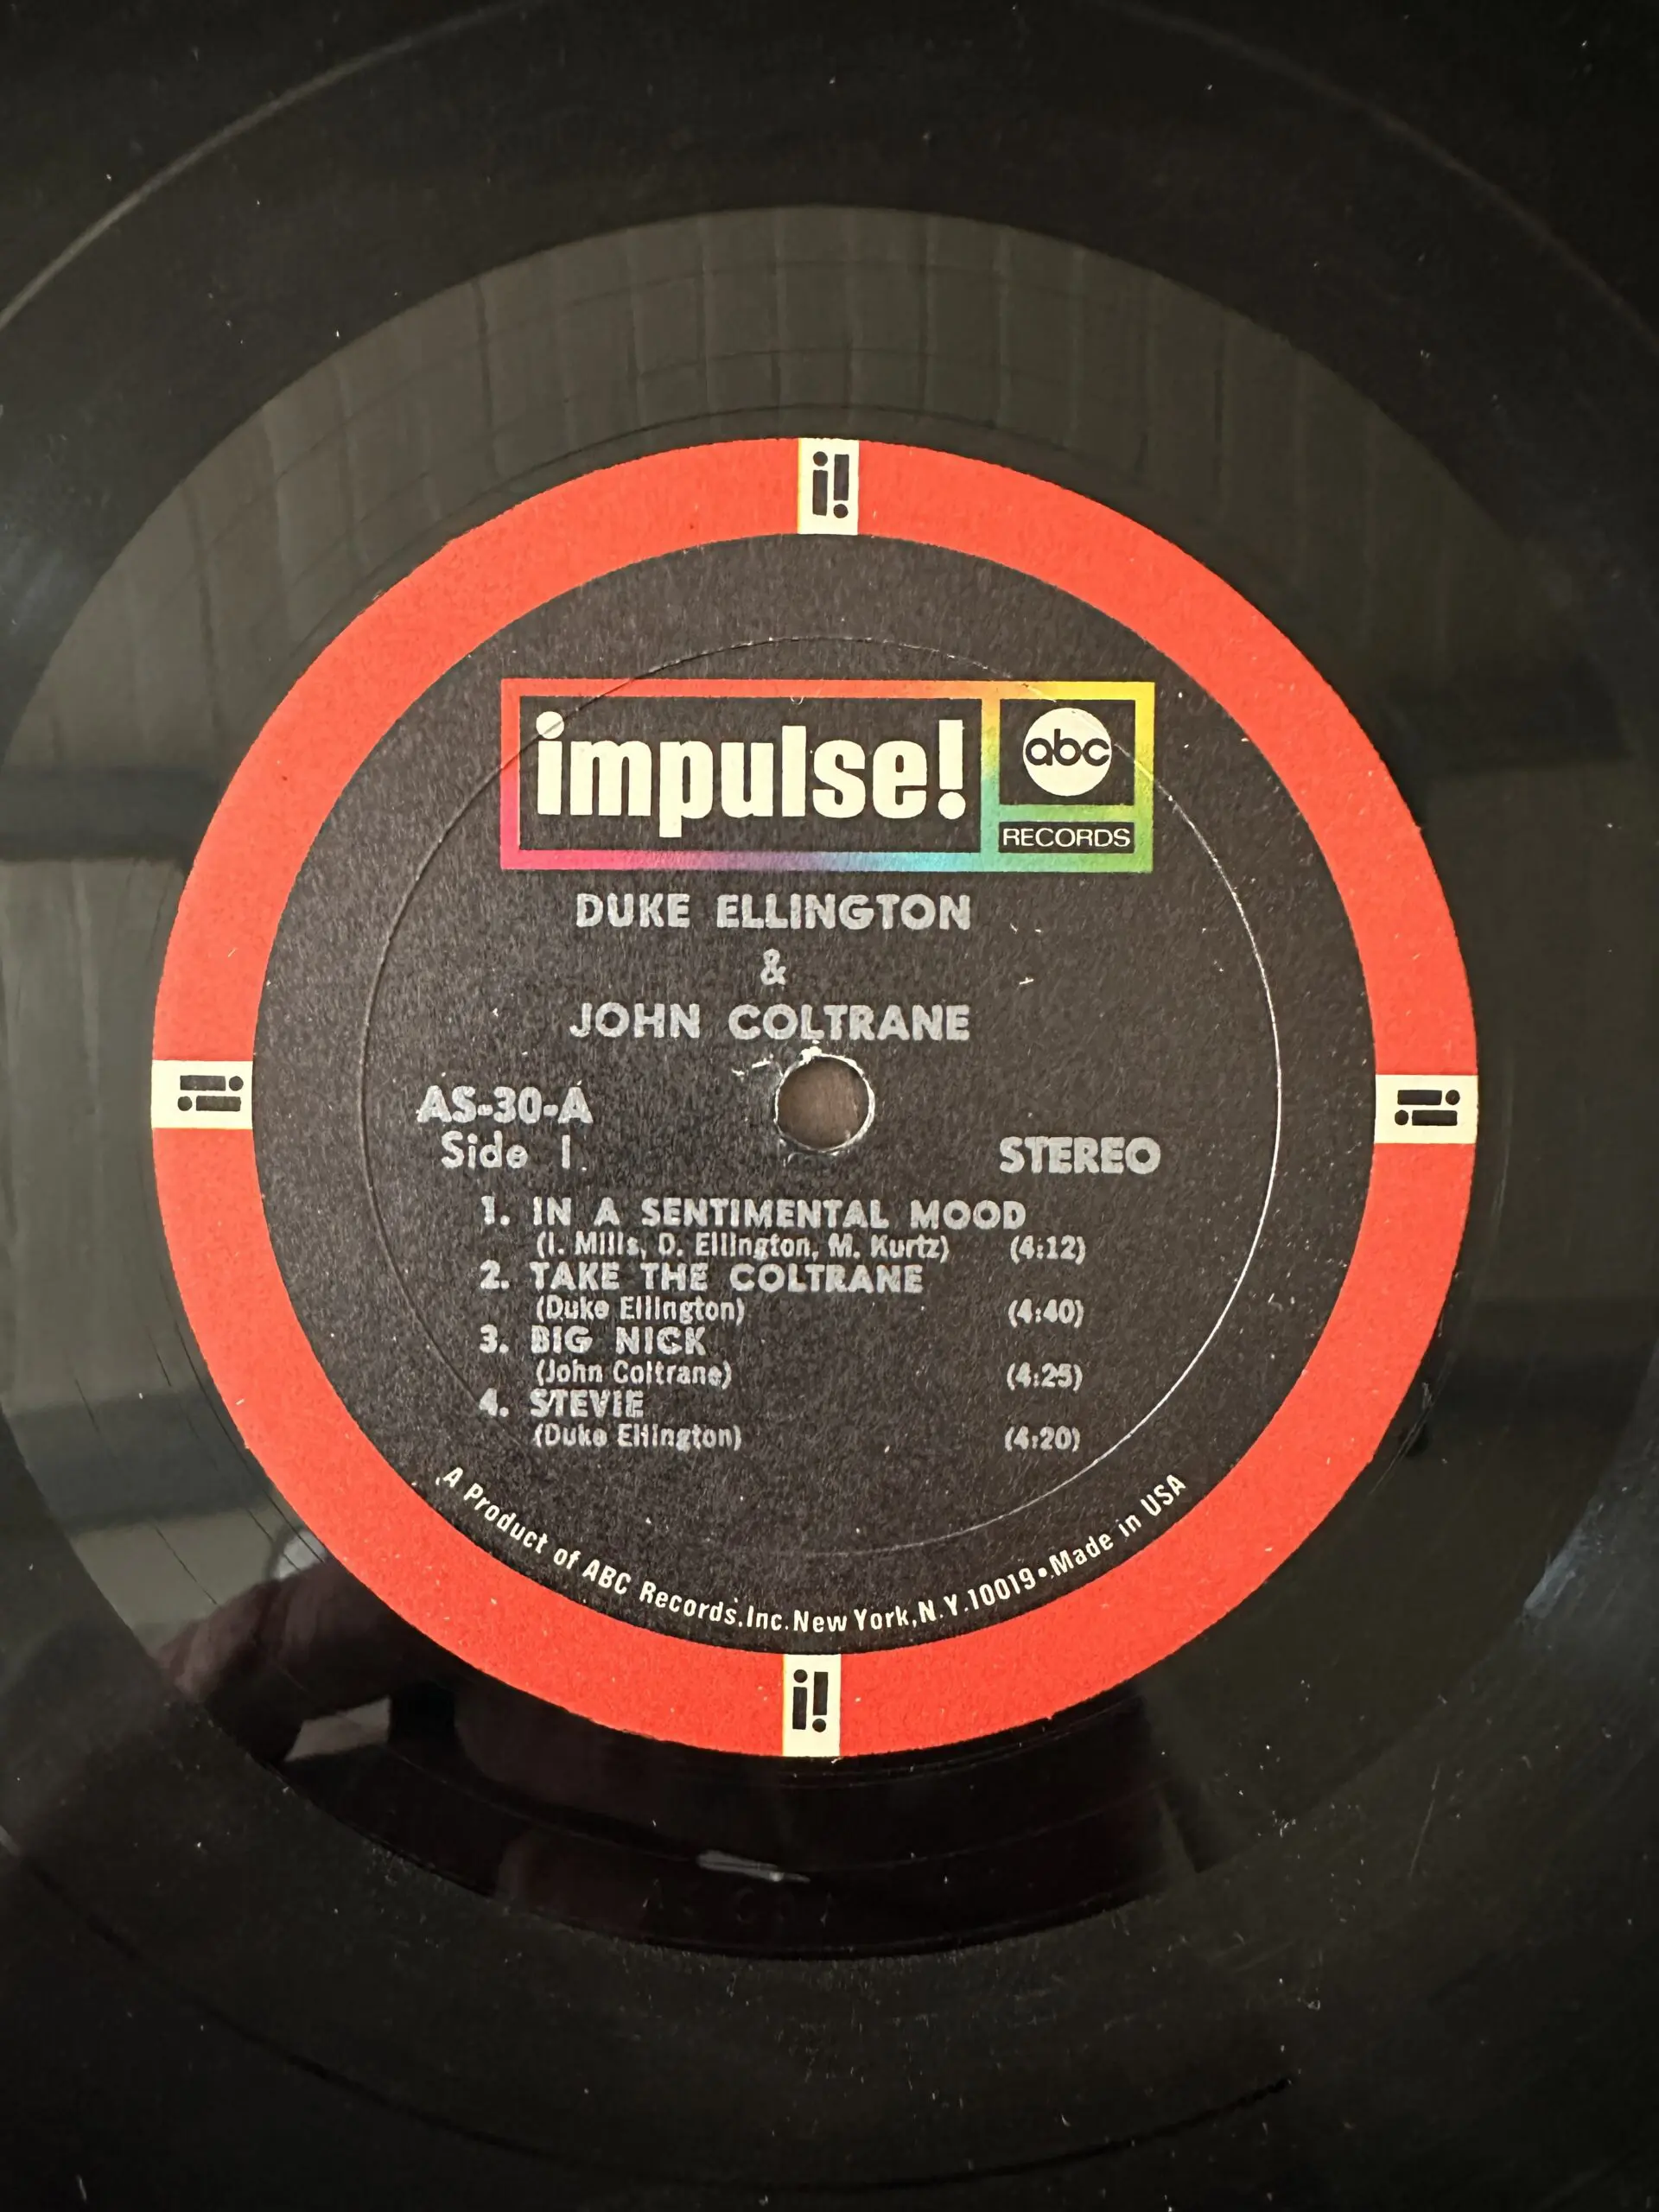 i!
impulse!
abc
RECORDS
DUKE ELLINGTON
&
JOHN COLTRANE
AS-30-A
Side 1
STEREO
1. IN A SENTIMENTAL MOOD
(I. Mills, D. Ellington, M. Kurtz) (4:12)
2. TAKE THE COLTRANE
(Duke Ellington) (4:40)
3. BIG NICK
(John Coltrane) (4:25)
4. STEVIE
(Duke Ellington) (4:20)
A Product of ABC Records, Inc. New York, N.Y. 10019 • Made in USA
i!
i!
i!